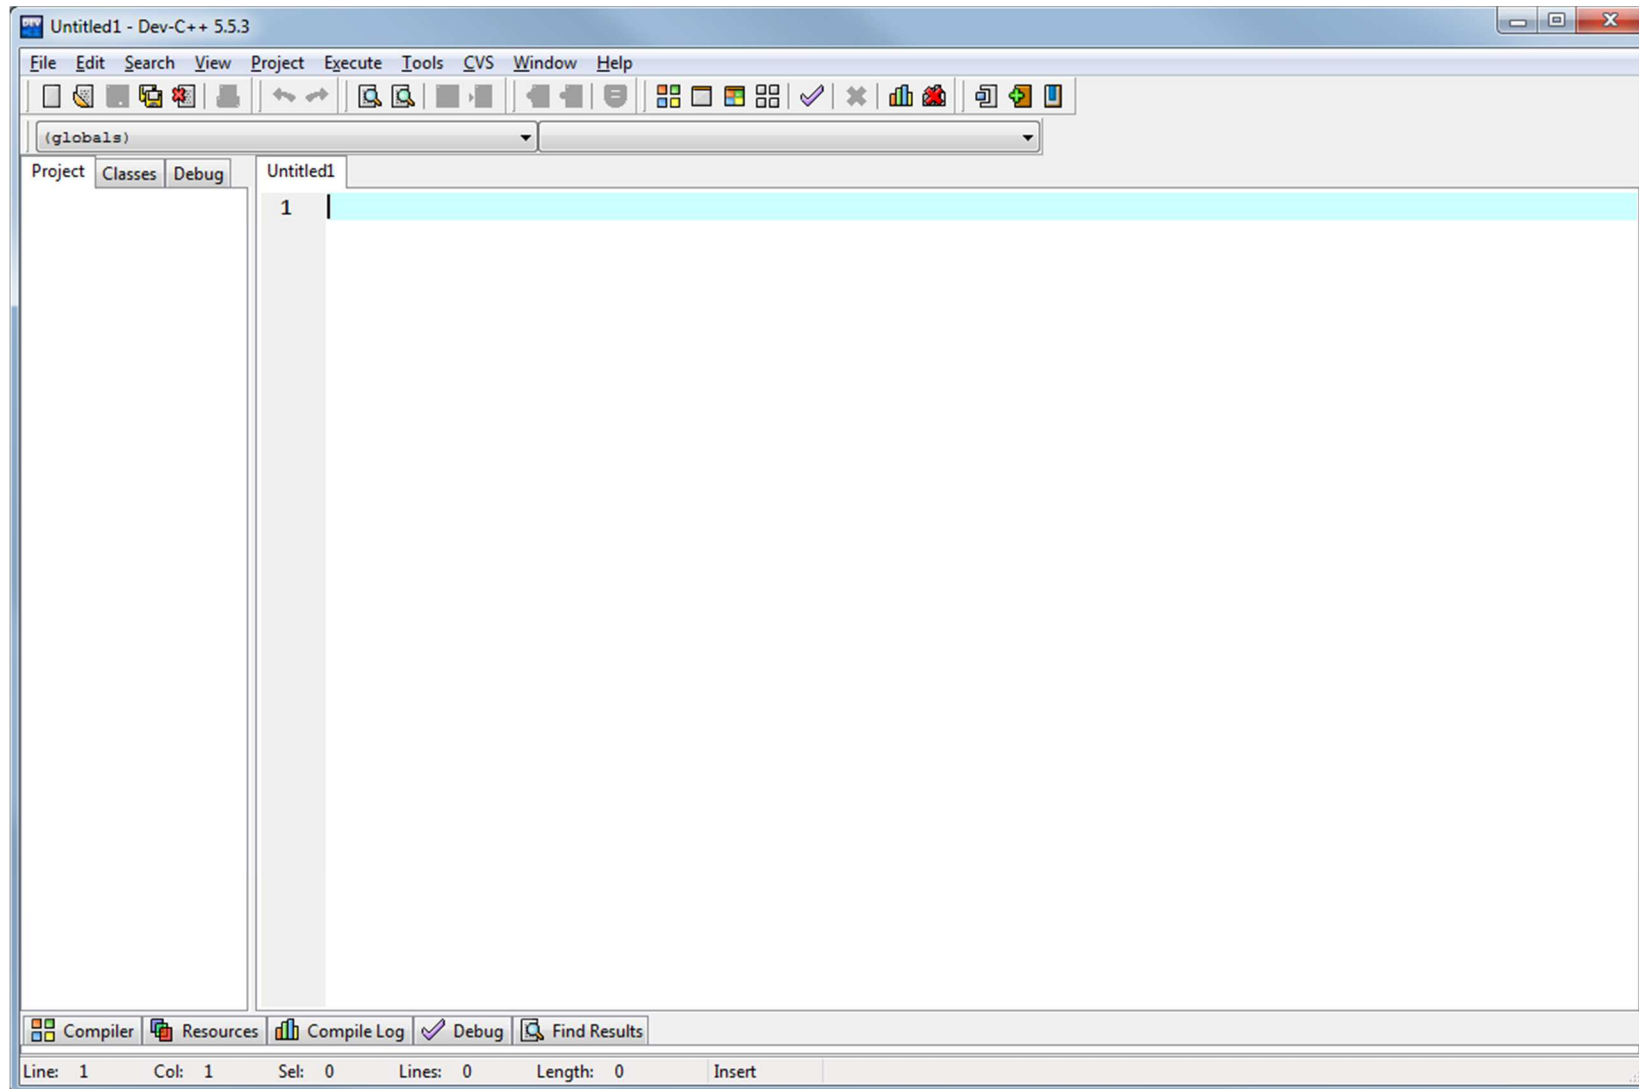 Untitled1 - Dev-C++ 5.5.3
File Edit Search View Project Execute Tools CVS Window Help
(globals)
Project Classes Debug Untitled1
1
Compiler Resources Compile Log Debug Find Results
Line: 1 Col: 1 Sel: 0 Lines: 0 Length: 0 Insert